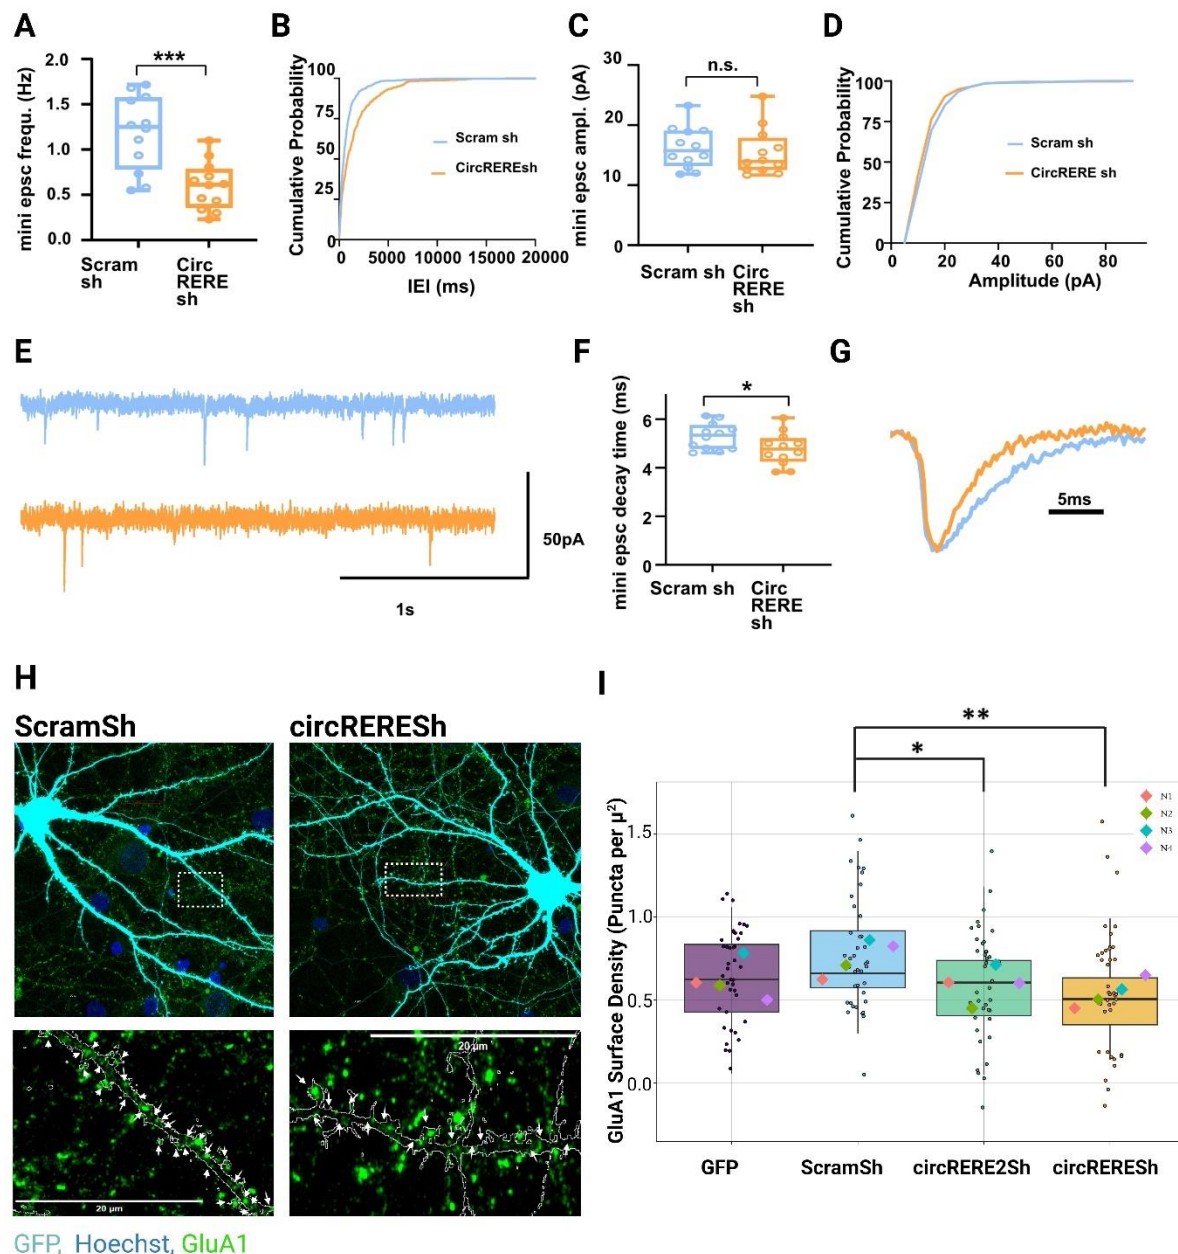 A
mini epsc frequ. (Hz)
2.0
1.5
1.0
0.5
0.0
***
Scram
sh
Circ
RERE
sh
B
Cumulative Probability
100
75
50
25
0
Scram sh
CircREREsh
0 5000 10000 15000 20000
IEI (ms)
C
mini epsc ampl. (pA)
30
20
10
0
n.s.
Scram sh
Circ
RERE
sh
D
Cumulative Probability
100
75
50
25
0
Scram sh
CircRERE sh
0 20 40 60 80
Amplitude (pA)
E
50pA
1s
F
mini epsc decay time (ms)
6
4
2
0
*
Scram sh
Circ
RERE
sh
G
5ms
H
ScramSh
circRERESh
20 µm
20 µm
GFP, Hoechst, GluA1
I
GluA1 Surface Density (Puncta per µ²)
1.5
1.0
0.5
0.0
**
*
N1
N2
N3
N4
GFP
ScramSh
circRERE2Sh
circRERESh